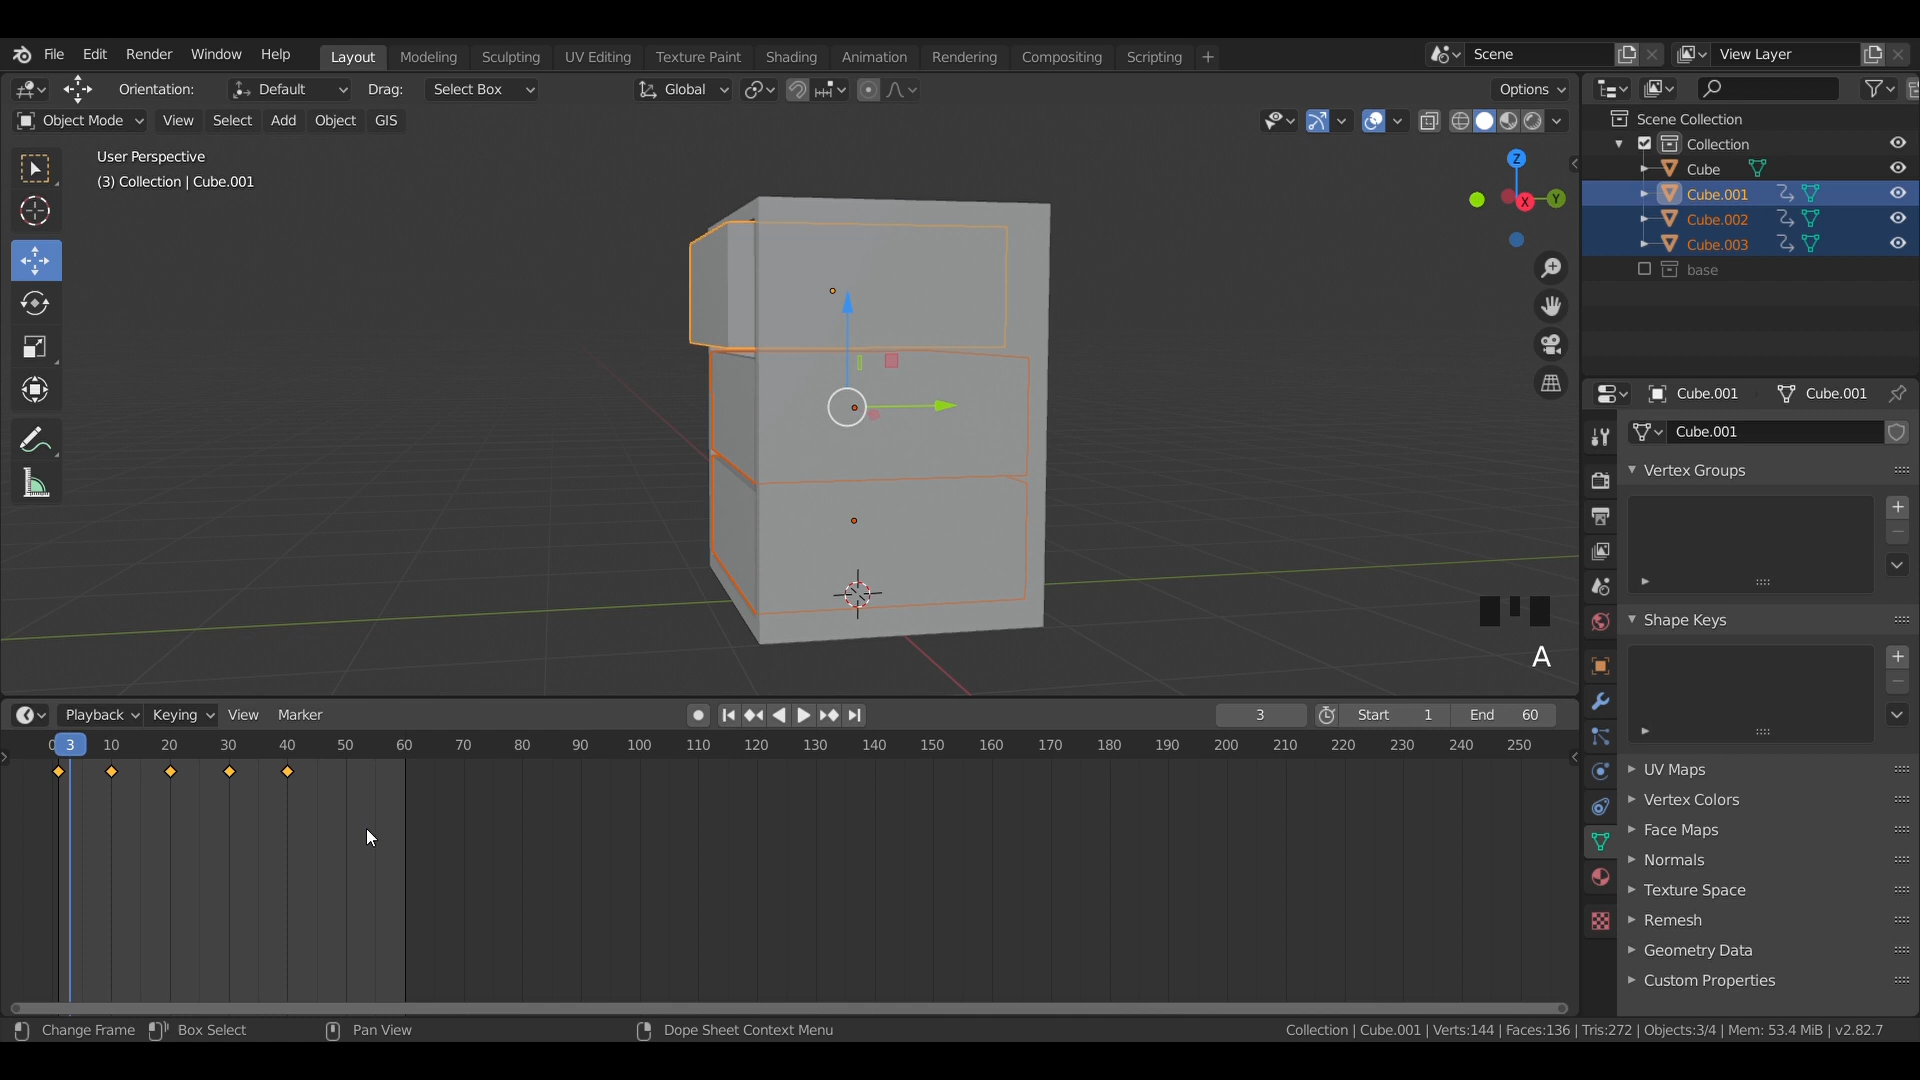 File Edit Render Window Help Layout Modeling Sculpting UV Editing Texture Paint Shading Animation Rendering Compositing Scripting + Scene View Layer
Orientation: Default Drag: Select Box Global Options
Object Mode View Select Add Object GIS
User Perspective
(3) Collection | Cube.001
Z
Y
X
A
Scene Collection
Collection
Cube
Cube.001
Cube.002
Cube.003
base
Cube.001 Cube.001
Cube.001
Vertex Groups
Shape Keys
UV Maps
Vertex Colors
Face Maps
Normals
Texture Space
Remesh
Geometry Data
Custom Properties
Playback Keying View Marker 3 Start 1 End 60
0 3 10 20 30 40 50 60 70 80 90 100 110 120 130 140 150 160 170 180 190 200 210 220 230 240 250
Change Frame Box Select Pan View Dope Sheet Context Menu Collection | Cube.001 | Verts:144 | Faces:136 | Tris:272 | Objects:3/4 | Mem: 53.4 MiB | v2.82.7